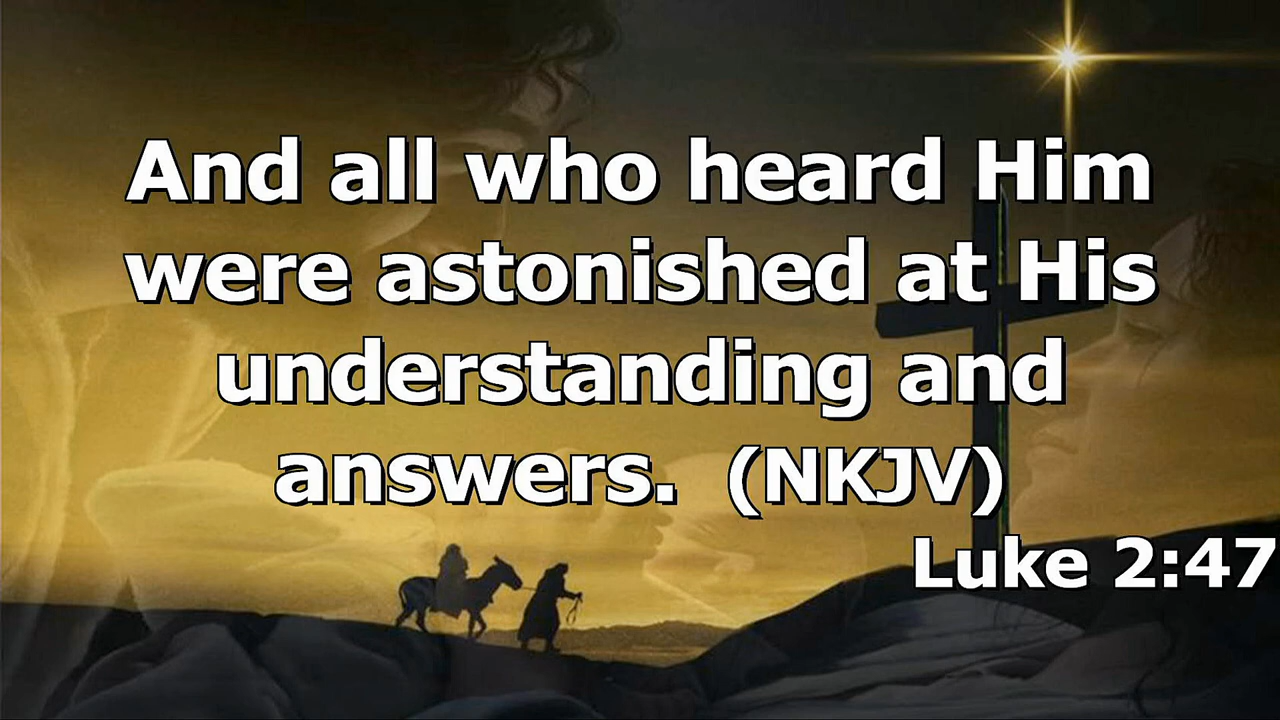 And all who heard Him
were astonished at His
understanding and
answers.  (NKJV)
Luke 2:47